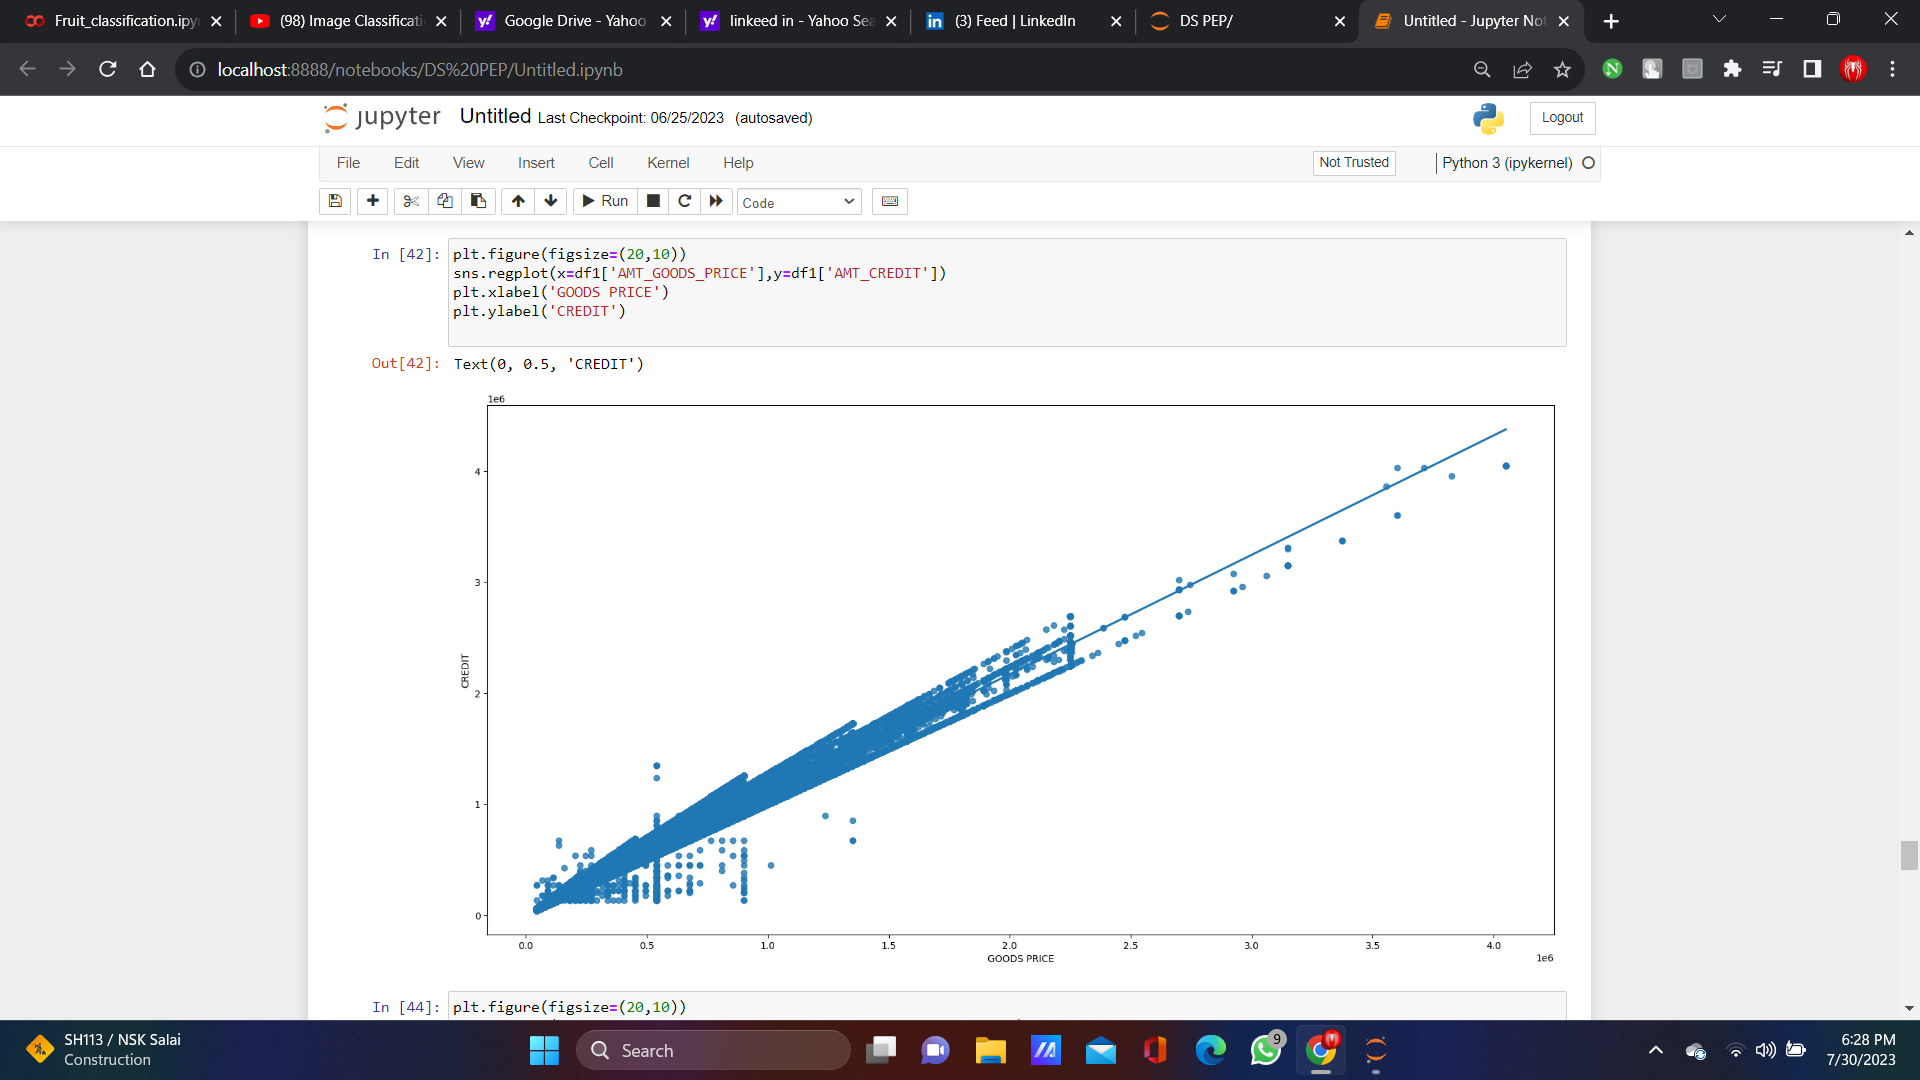 Fruit_classification.ipy
(98) Image Classificati
Google Drive - Yahoo
linkeed in - Yahoo Sea
(3) Feed | LinkedIn
DS PEP/
Untitled - Jupyter Not
localhost:8888/notebooks/DS%20PEP/Untitled.ipynb
jupyter Untitled Last Checkpoint: 06/25/2023 (autosaved)
Logout
File Edit View Insert Cell Kernel Help
Not Trusted
Python 3 (ipykernel)
Run
Code
In [42]: plt.figure(figsize=(20,10))
sns.regplot(x=df1['AMT_GOODS_PRICE'],y=df1['AMT_CREDIT'])
plt.xlabel('GOODS PRICE')
plt.ylabel('CREDIT')
Out[42]: Text(0, 0.5, 'CREDIT')
1e6
4
3
CREDIT
2
1
0
0.0 0.5 1.0 1.5 2.0 2.5 3.0 3.5 4.0
GOODS PRICE
1e6
In [44]: plt.figure(figsize=(20,10))
SH113 / NSK Salai
Construction
Search
9
6:28 PM
7/30/2023